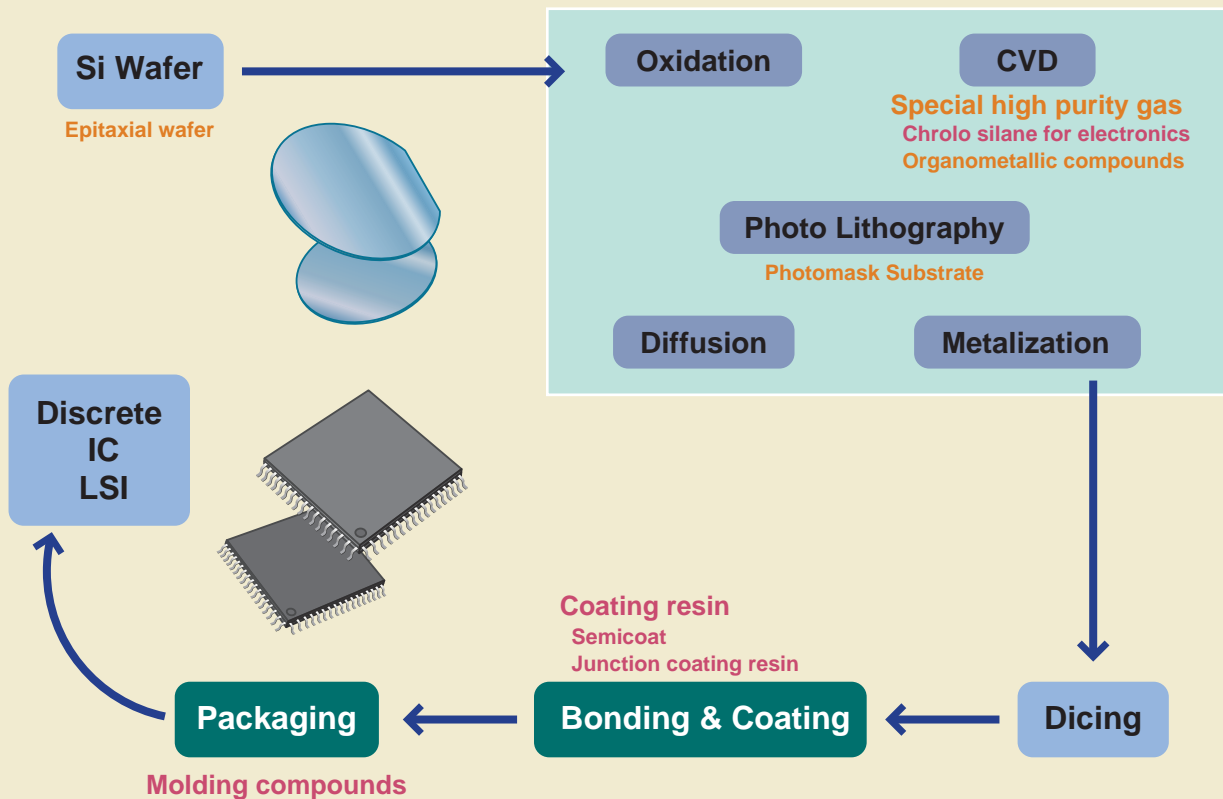 Si Wafer
Epitaxial wafer
Oxidation
CVD
Special high purity gas
Chrolo silane for electronics
Organometallic compounds
Photo Lithography
Photomask Substrate
Diffusion
Metalization
Discrete
IC
LSI
Coating resin
Semicoat
Junction coating resin
Packaging
Bonding & Coating
Dicing
Molding compounds